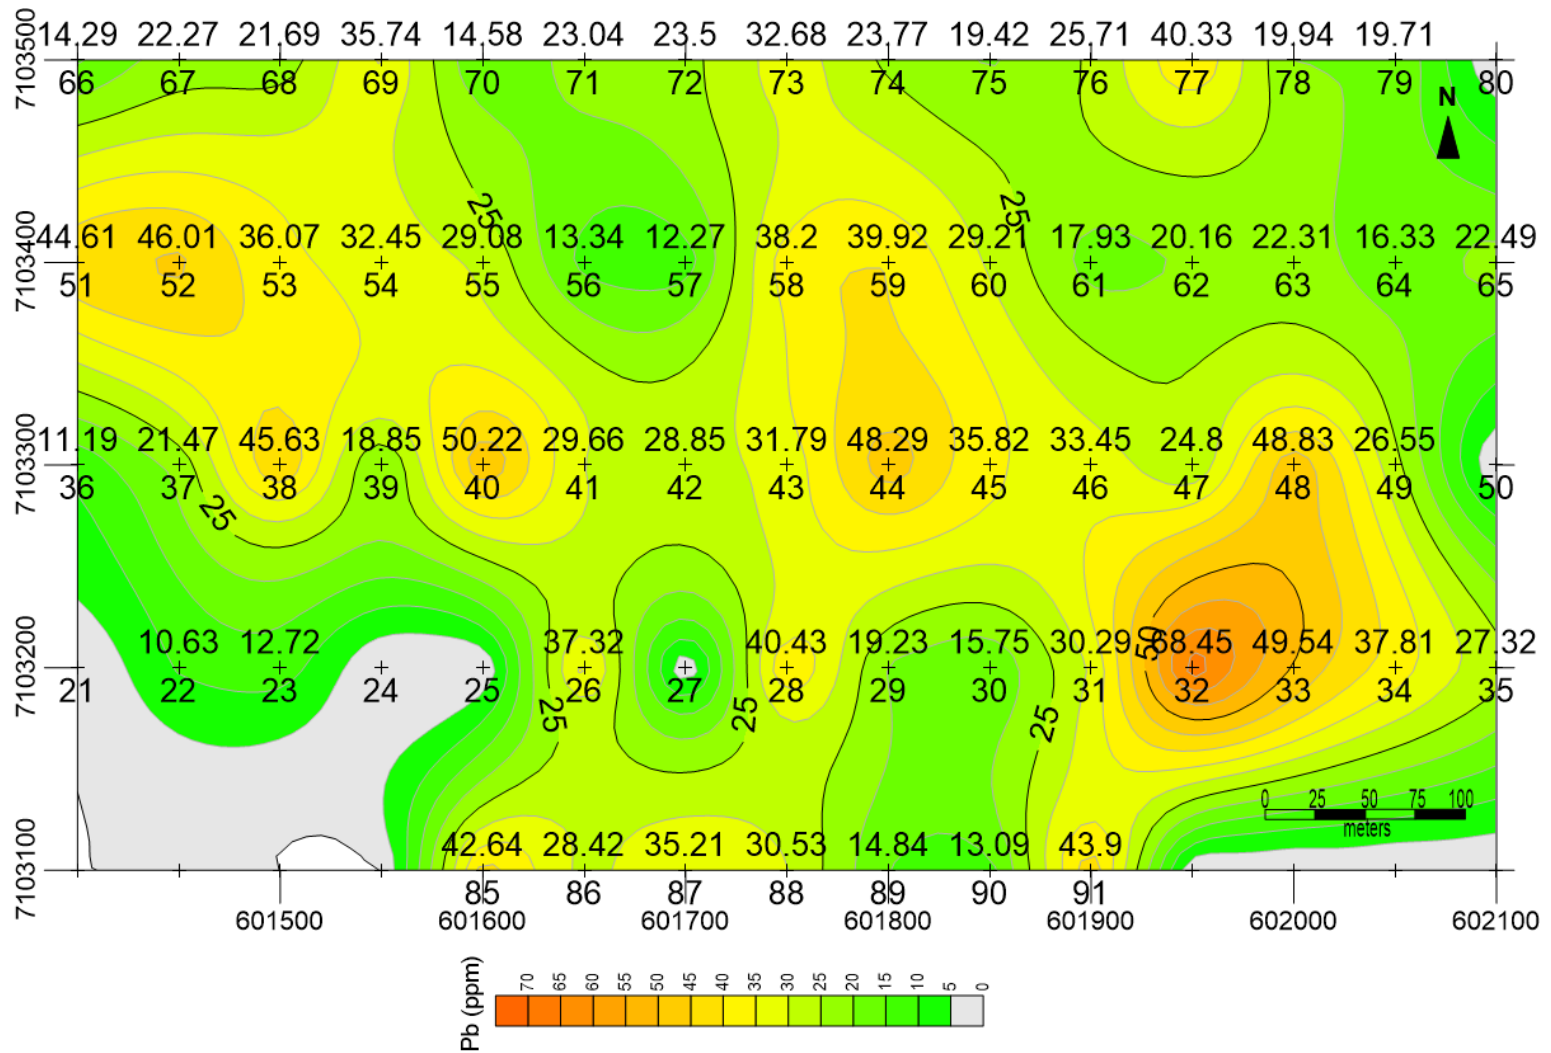 14.29 22.27 21.69 35.74 14.58 23.04 23.5 32.68 23.77 19.42 25.71 40.33 19.94 19.71
7103500
66 67 68 69 70 71 72 73 74 75 76 77 78 79 80
N
25 25
44.61 46.01 36.07 32.45 29.08 13.34 12.27 38.2 39.92 29.21 17.93 20.16 22.31 16.33 22.49
7103400
51 52 53 54 55 56 57 58 59 60 61 62 63 64 65
11.19 21.47 45.63 18.85 50.22 29.66 28.85 31.79 48.29 35.82 33.45 24.8 48.83 26.55
7103300
36 37 38 39 40 41 42 43 44 45 46 47 48 49 50
25
10.63 12.72 37.32 40.43 19.23 15.75 30.29 68.45 49.54 37.81 27.32
50
7103200
21 22 23 24 25 26 27 28 29 30 31 32 33 34 35
25 25 25
0 25 50 75 100
meters
42.64 28.42 35.21 30.53 14.84 13.09 43.9
7103100
85 86 87 88 89 90 91
601500 601600 601700 601800 601900 602000 602100
Pb (ppm)
70 65 60 55 50 45 40 35 30 25 20 15 10 5 0